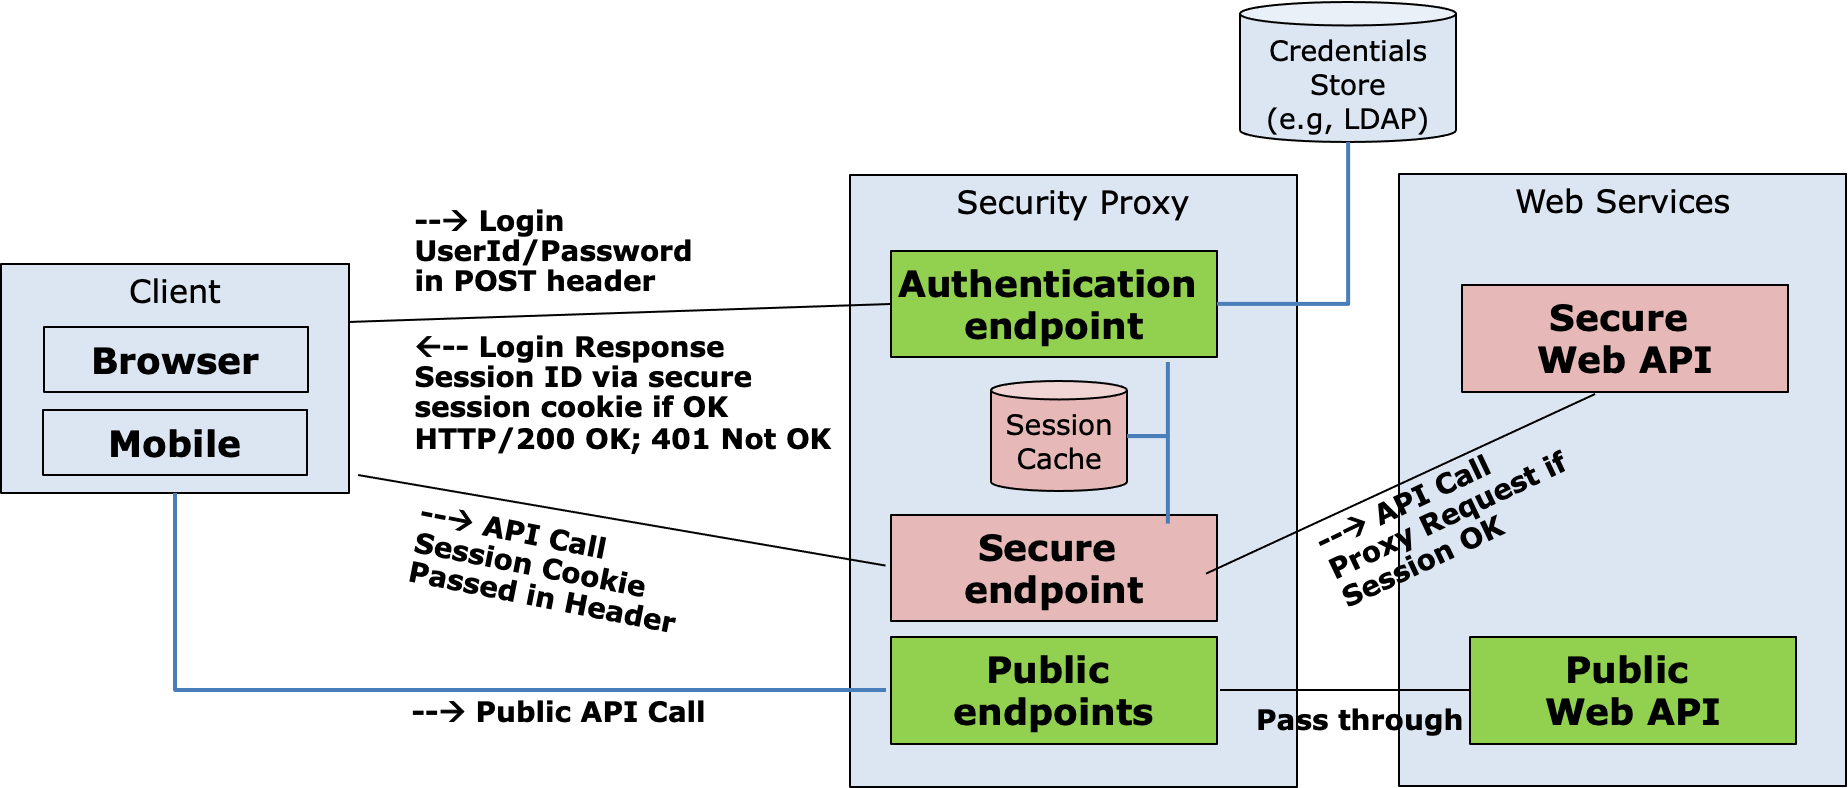 Credentials
Store
(e.g, LDAP)
Security Proxy
Web Services
---→ Login
UserId/Password
in POST header
Client
Browser
Mobile
Authentication
endpoint
←-- Login Response
Session ID via secure
session cookie if OK
HTTP/200 OK; 401 Not OK
Session
Cache
Secure
Web API
---→ API Call
Session Cookie
Passed in Header
Secure
endpoint
---→ API Call
Proxy Request if
Session OK
---→ Public API Call
Public
endpoints
Pass through
Public
Web API